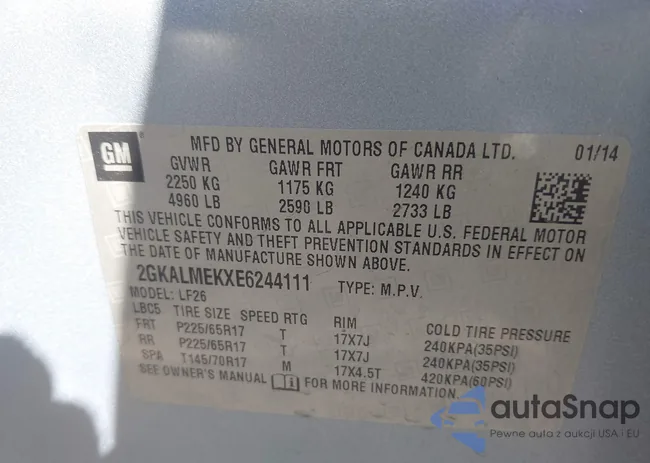 GM
MFD BY GENERAL MOTORS OF CANADA LTD. 01/14
GVWR GAWR FRT GAWR RR
2250 KG 1175 KG 1240 KG
4960 LB 2590 LB 2733 LB
THIS VEHICLE CONFORMS TO ALL APPLICABLE U.S. FEDERAL MOTOR
VEHICLE SAFETY AND THEFT PREVENTION STANDARDS IN EFFECT ON
THE DATE OF MANUFACTURE SHOWN ABOVE.
2GKALMEKXE6244111 TYPE: M.P.V.
MODEL: LF26
LBC5 TIRE SIZE SPEED RTG RIM COLD TIRE PRESSURE
FRT P225/65R17 T 17X7J 240KPA(35PSI)
RR P225/65R17 T 17X7J 240KPA(35PSI)
SPA T145/70R17 M 17X4.5T 420KPA(60PSI)
SEE OWNER'S MANUAL FOR MORE INFORMATION.
autaSnap
Pewne auta z aukcji USA i EU